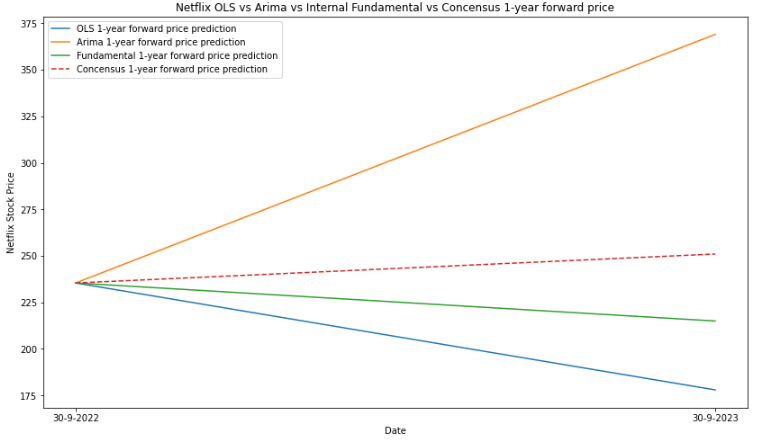 Netflix OLS vs Arima vs Internal Fundamental vs Concensus 1-year forward price
OLS 1-year forward price prediction
Arima 1-year forward price prediction
Fundamental 1-year forward price prediction
Concensus 1-year forward price prediction
375
350
325
300
275
250
225
200
175
Netflix Stock Price
30-9-2022
30-9-2023
Date